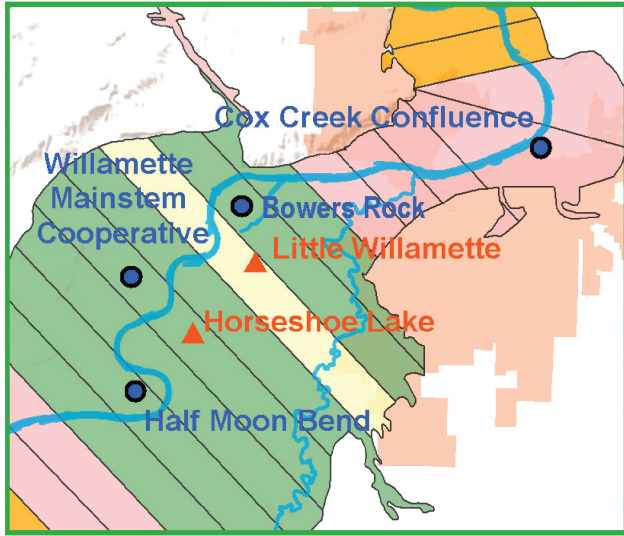 Cox Creek Confluence
Willamette
Mainstem
Cooperative
Bowers Rock
Little Willamette
Horseshoe Lake
Half Moon Bend